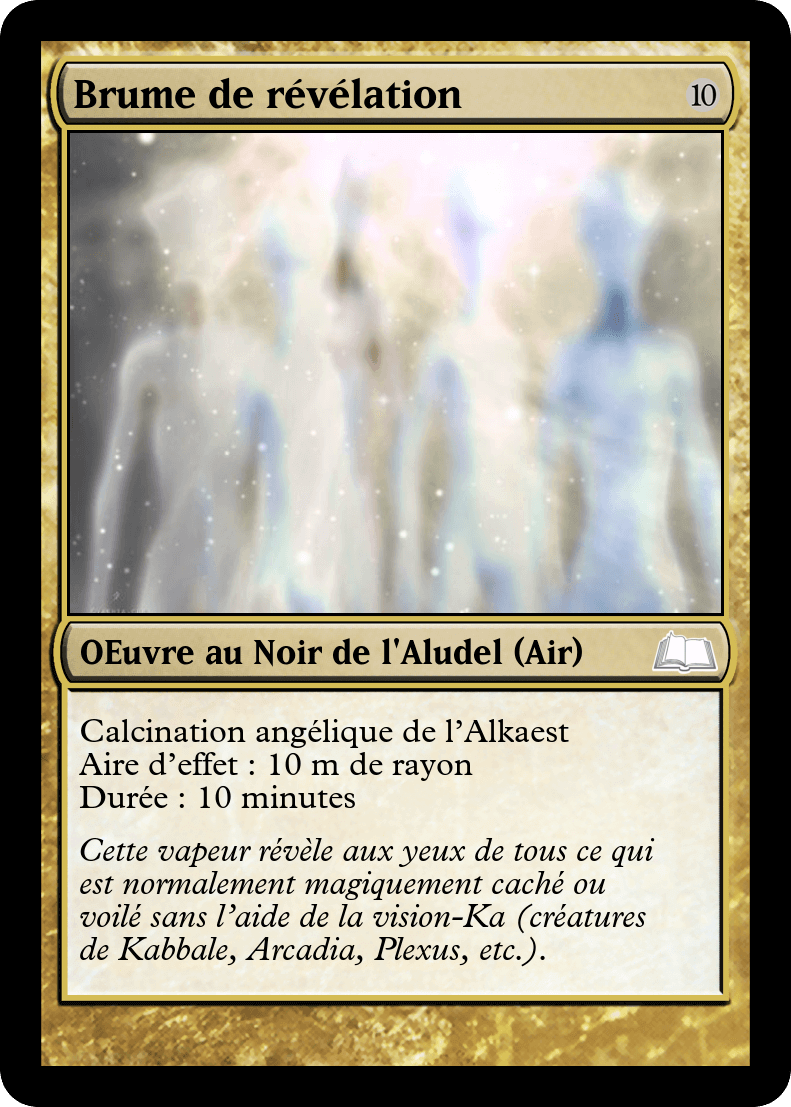 Brume de révélation
10
OEuvre au Noir de l'Aludel (Air)
Calcination angélique de l’Alkaest
Aire d’effet : 10 m de rayon
Durée : 10 minutes
Cette vapeur révèle aux yeux de tous ce qui
est normalement magiquement caché ou
voilé sans l’aide de la vision-Ka (créatures
de Kabbale, Arcadia, Plexus, etc.).